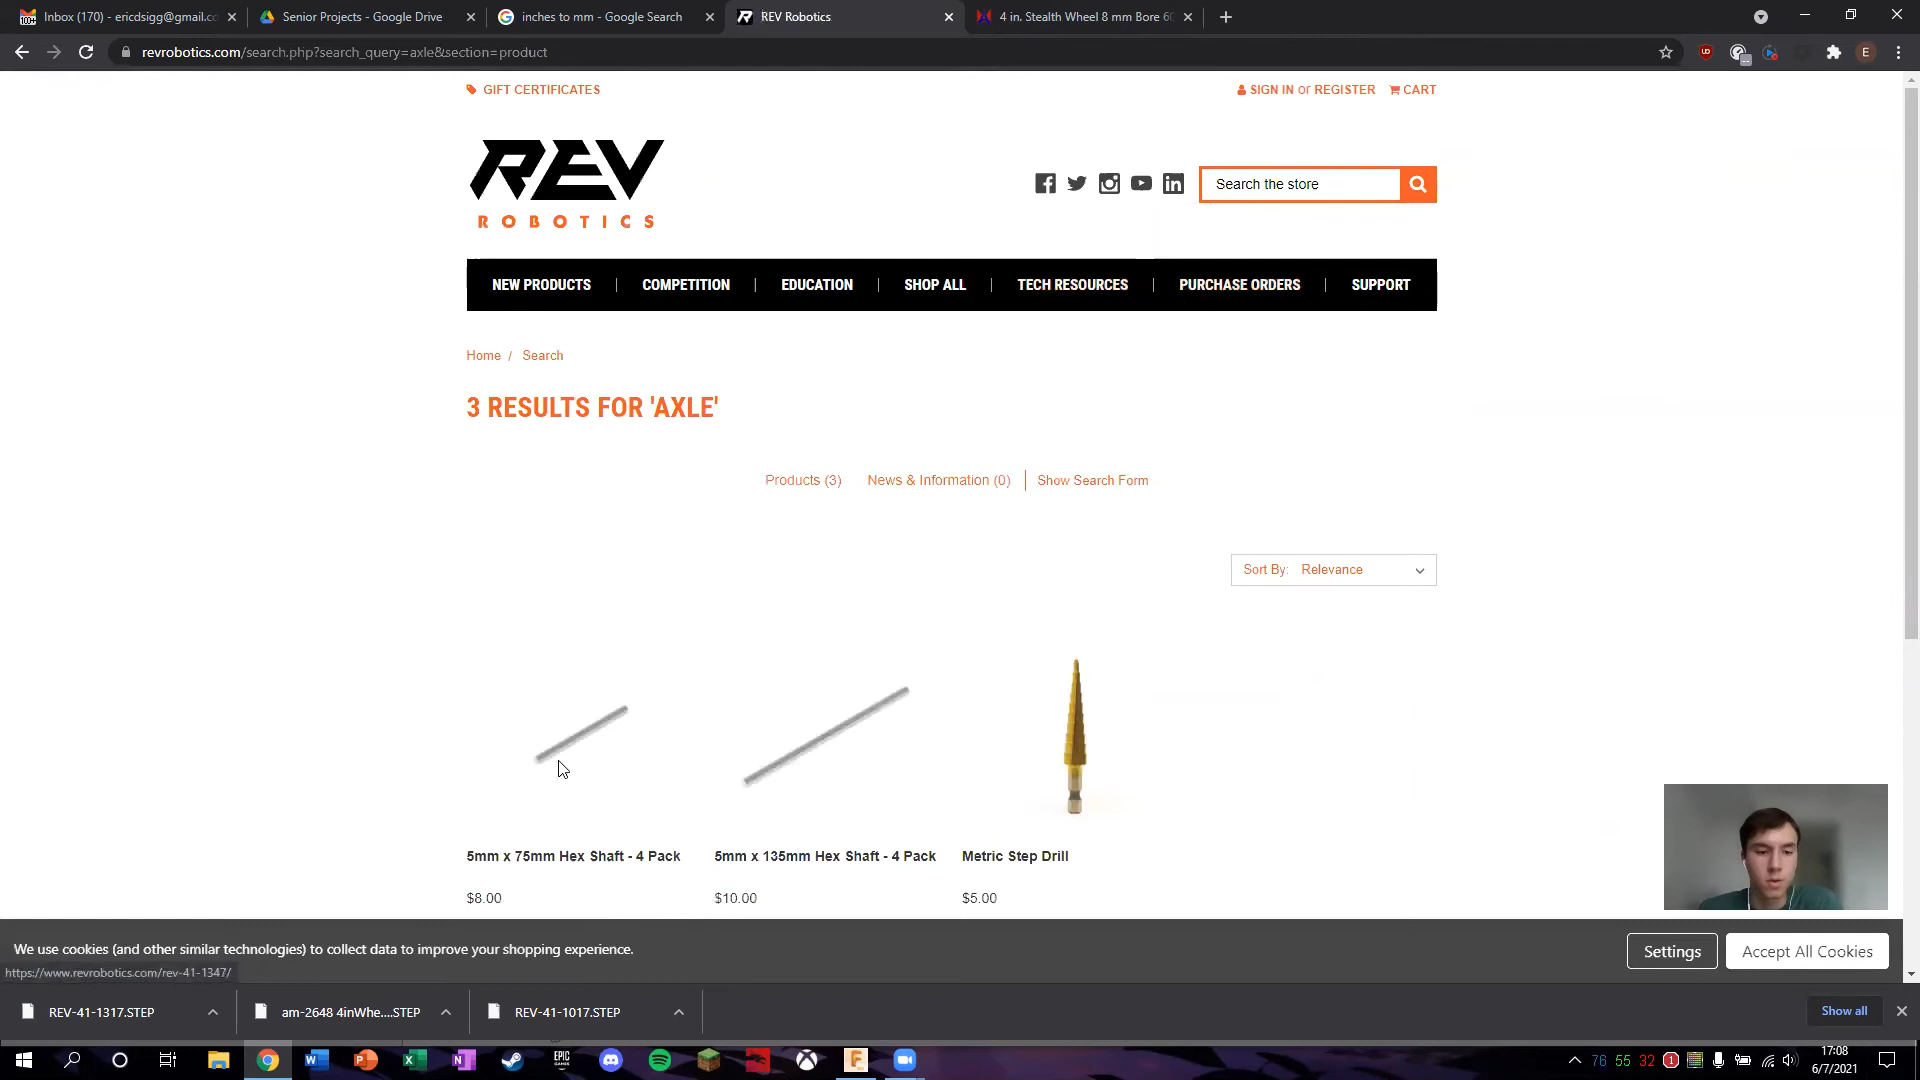 Inbox (170) - ericdsigg@gmail.cc
Senior Projects - Google Drive
inches to mm - Google Search
REV Robotics
4 in. Stealth Wheel 8 mm Bore 60
revrobotics.com/search.php?search_query=axle&section=product
E
GIFT CERTIFICATES
SIGN IN or REGISTER
CART
REV
ROBOTICS
Search the store
NEW PRODUCTS
COMPETITION
EDUCATION
SHOP ALL
TECH RESOURCES
PURCHASE ORDERS
SUPPORT
Home / Search
3 RESULTS FOR 'AXLE'
Products (3)
News & Information (0)
Show Search Form
Sort By: Relevance
5mm x 75mm Hex Shaft - 4 Pack
5mm x 135mm Hex Shaft - 4 Pack
Metric Step Drill
$8.00
$10.00
$5.00
We use cookies (and other similar technologies) to collect data to improve your shopping experience.
Settings
Accept All Cookies
https://www.revrobotics.com/rev-41-1347/
REV-41-1317.STEP
am-2648 4inWhe....STEP
REV-41-1017.STEP
Show all
76 55 32
17:08
6/7/2021